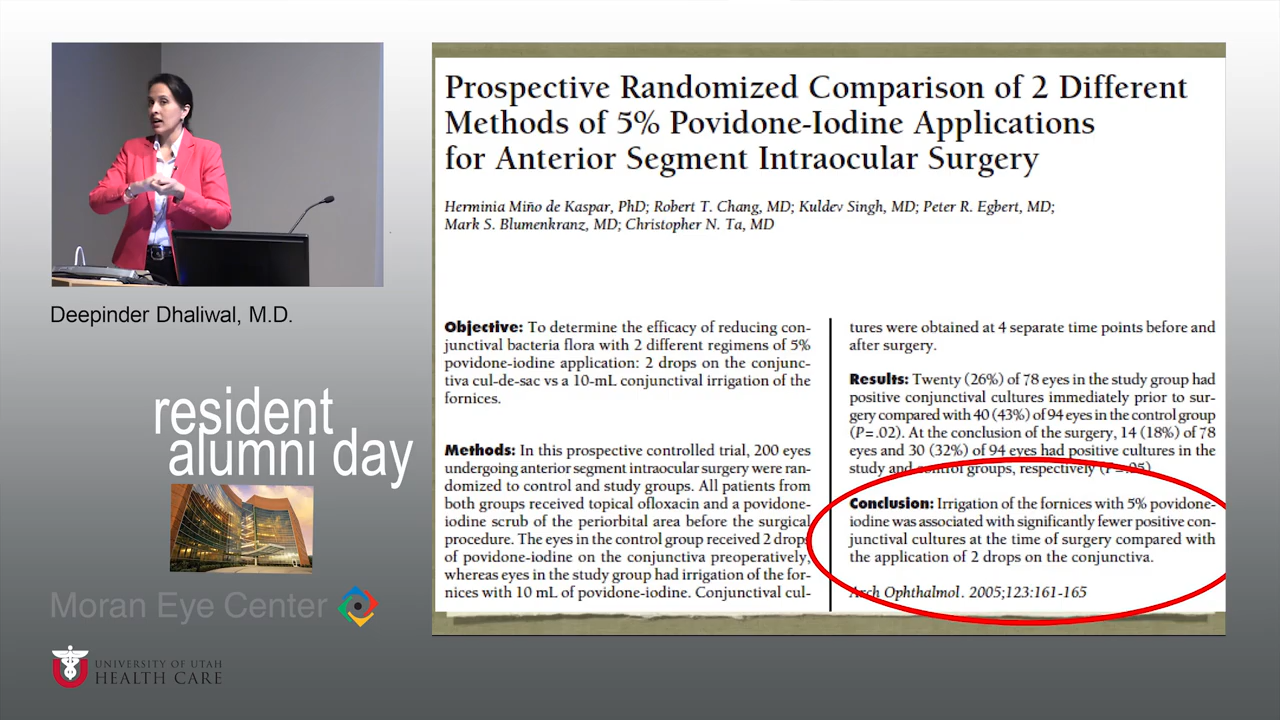 Prospective Randomized Comparison of 2 Different
Methods of 5% Povidone-Iodine Applications
for Anterior Segment Intraocular Surgery
Herminia Miño de Kaspar, PhD; Robert T. Chang, MD; Kuldev Singh, MD; Peter R. Egbert, MD;
Mark S. Blumenkranz, MD; Christopher N. Ta, MD
Objective: To determine the efficacy of reducing con-
junctival bacteria flora with 2 different regimens of 5%
povidone-iodine application: 2 drops on the conjunc-
tiva cul-de-sac vs a 10-mL conjunctival irrigation of the
fornices.
Methods: In this prospective controlled trial, 200 eyes
undergoing anterior segment intraocular surgery were ran-
domized to control and study groups. All patients from
both groups received topical ofloxacin and a povidone-
iodine scrub of the periorbital area before the surgical
procedure. The eyes in the control group received 2 drops
of povidone-iodine on the conjunctiva preoperatively,
whereas eyes in the study group had irrigation of the for-
nices with 10 mL of povidone-iodine. Conjunctival cul-
tures were obtained at 4 separate time points before and
after surgery.
Results: Twenty (26%) of 78 eyes in the study group had
positive conjunctival cultures immediately prior to sur-
gery compared with 40 (43%) of 94 eyes in the control group
(P=.02). At the conclusion of the surgery, 14 (18%) of 78
eyes and 30 (32%) of 94 eyes had positive cultures in the
study and control groups, respectively (P=.05).
Conclusion: Irrigation of the fornices with 5% povidone-
iodine was associated with significantly fewer positive con-
junctival cultures at the time of surgery compared with
the application of 2 drops on the conjunctiva.
Arch Ophthalmol. 2005;123:161-165
Deepinder Dhaliwal, M.D.
resident
alumni day
Moran Eye Center
UNIVERSITY OF UTAH
HEALTH CARE